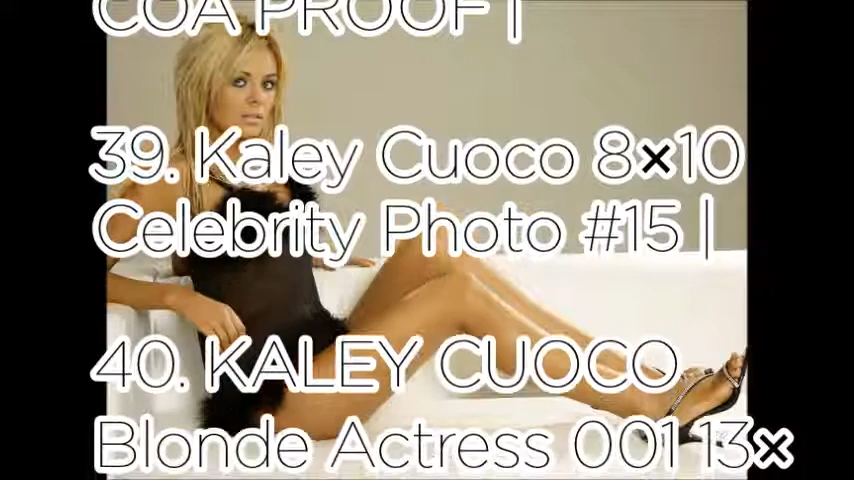 COA PROOF |
39. Kaley Cuoco 8×10
Celebrity Photo #15 |
40. KALEY CUOCO
Blonde Actress 001 13×